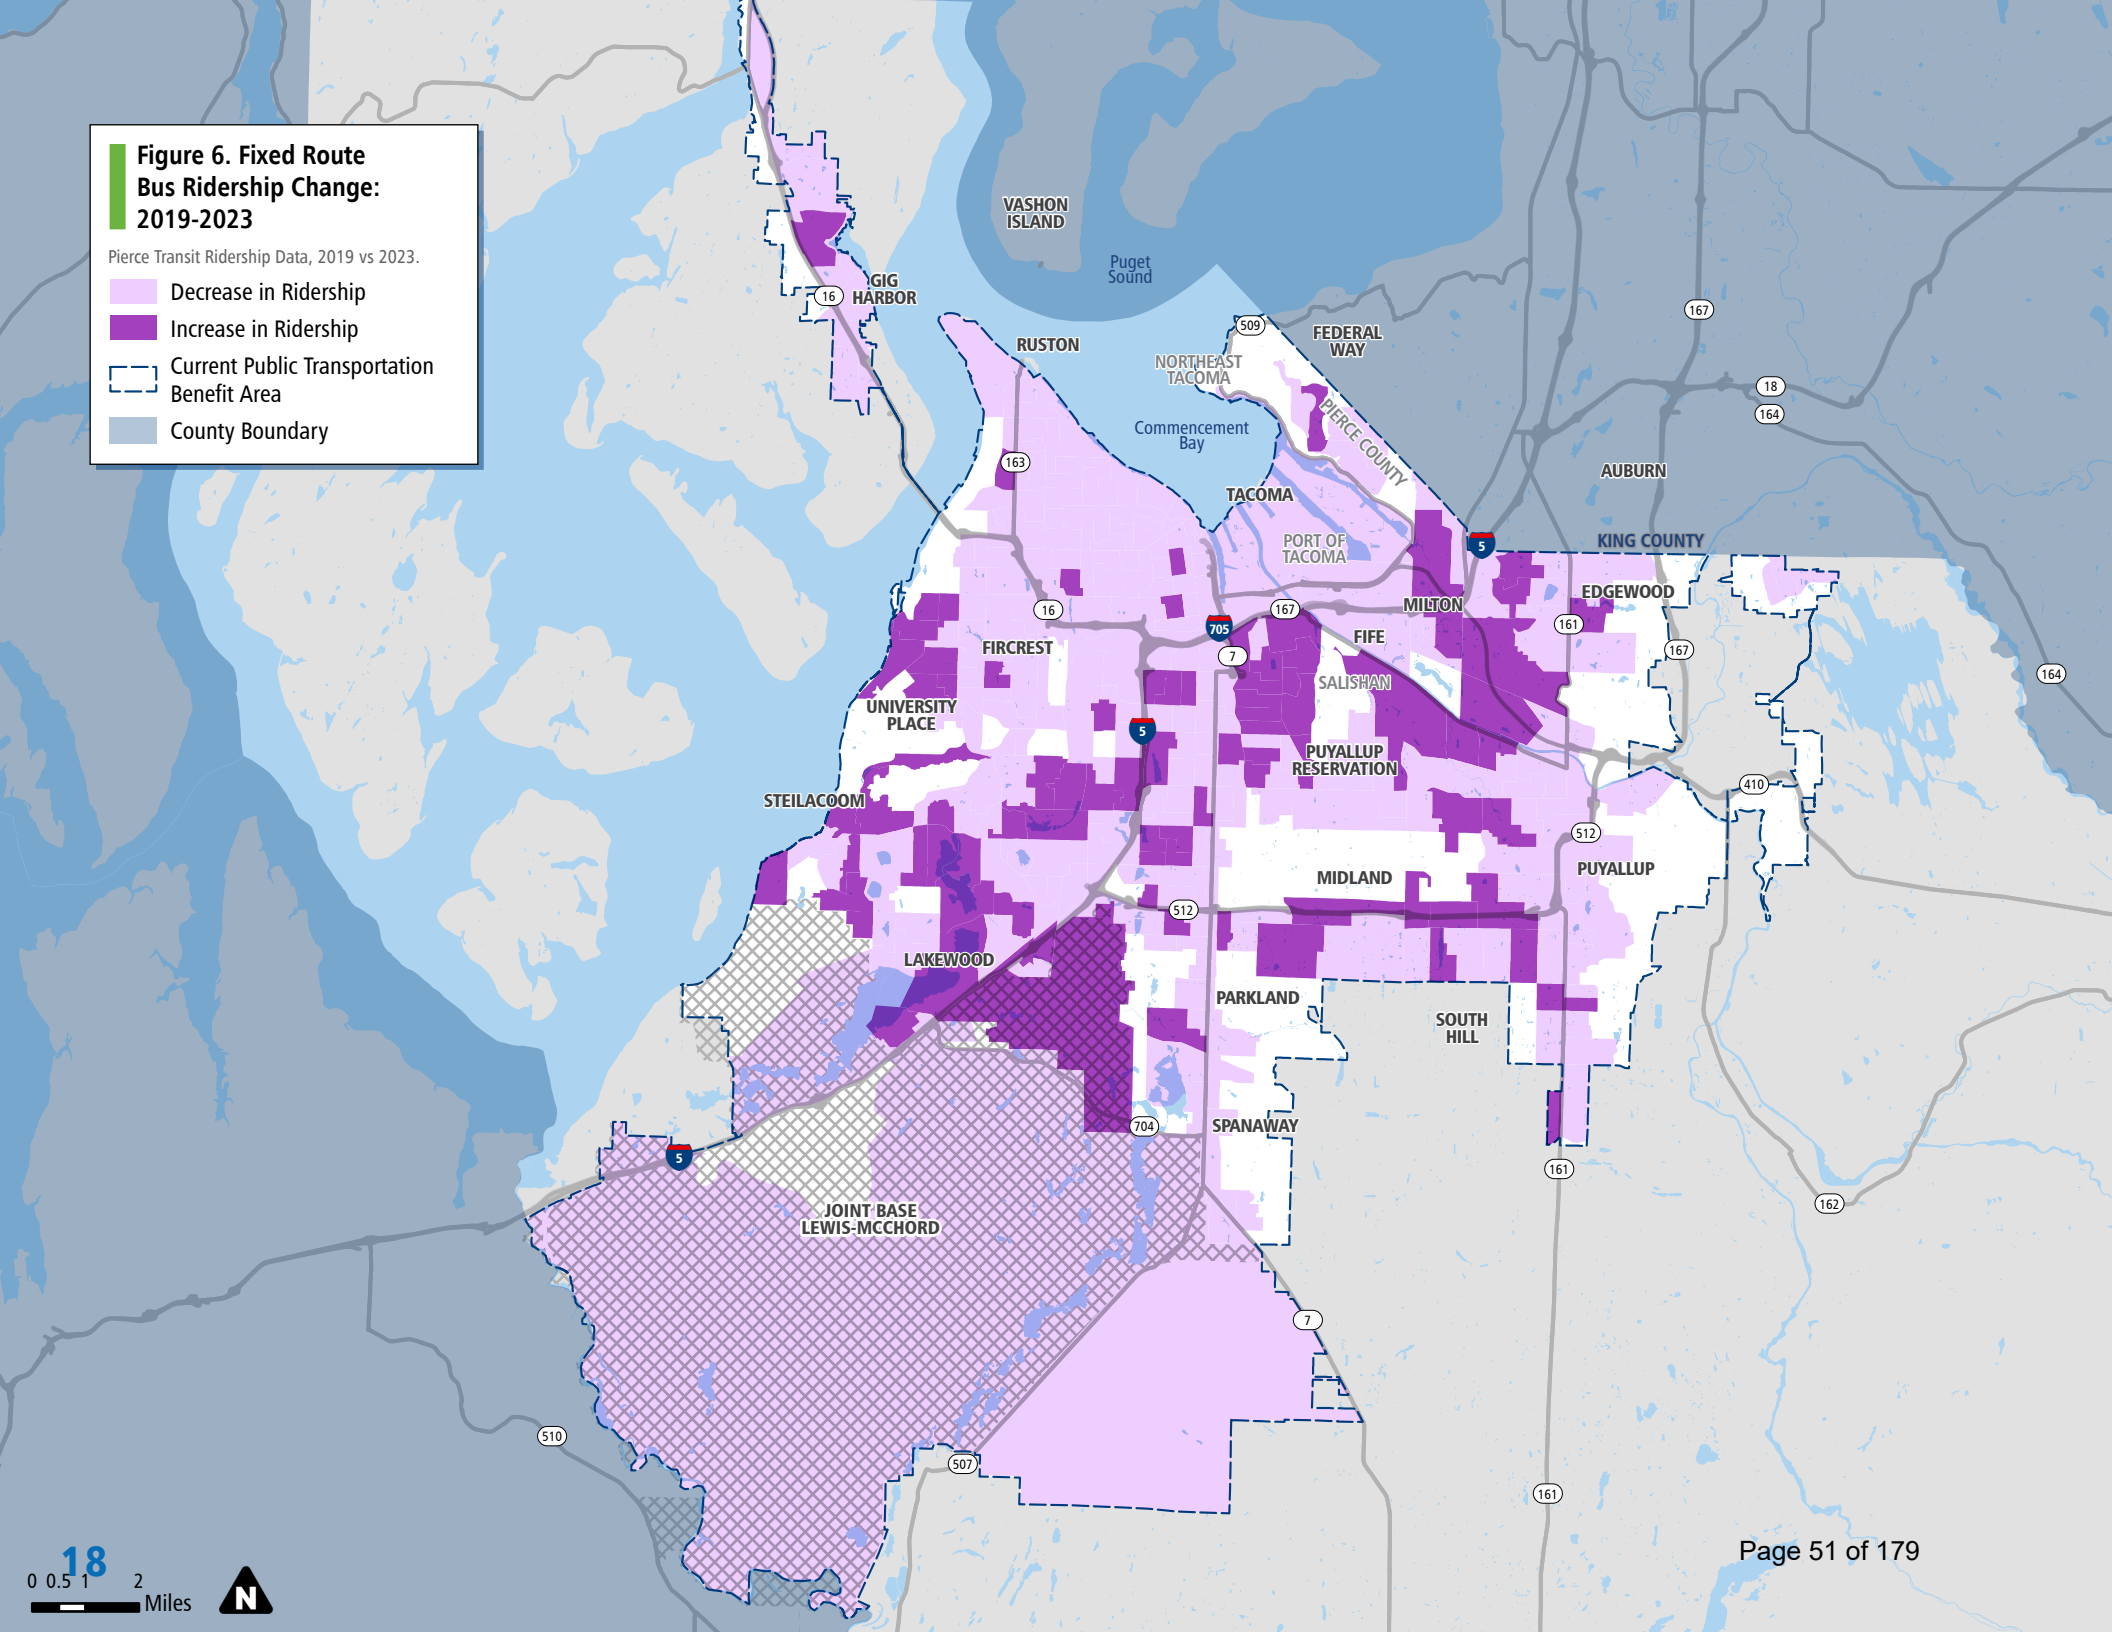 Figure 6. Fixed Route
Bus Ridership Change:
2019-2023
Pierce Transit Ridership Data, 2019 vs 2023.
Decrease in Ridership
Increase in Ridership
Current Public Transportation
Benefit Area
County Boundary
VASHON
ISLAND
Puget
Sound
GIG
HARBOR
16
167
509
FEDERAL
WAY
RUSTON
NORTHEAST
TACOMA
18
164
PIERCE COUNTY
Commencement
Bay
163
AUBURN
TACOMA
PORT OF
TACOMA
5
KING COUNTY
EDGEWOOD
16
167
MILTON
161
705
FIFE
FIRCREST
7
167
SALISHAN
164
UNIVERSITY
PLACE
5
PUYALLUP
RESERVATION
410
STEILACOOM
512
PUYALLUP
MIDLAND
512
LAKEWOOD
PARKLAND
SOUTH
HILL
704
SPANAWAY
5
161
162
JOINT BASE
LEWIS-MCCHORD
7
510
507
161
Page 51 of 179
18
0 0.5 1 2
Miles
N